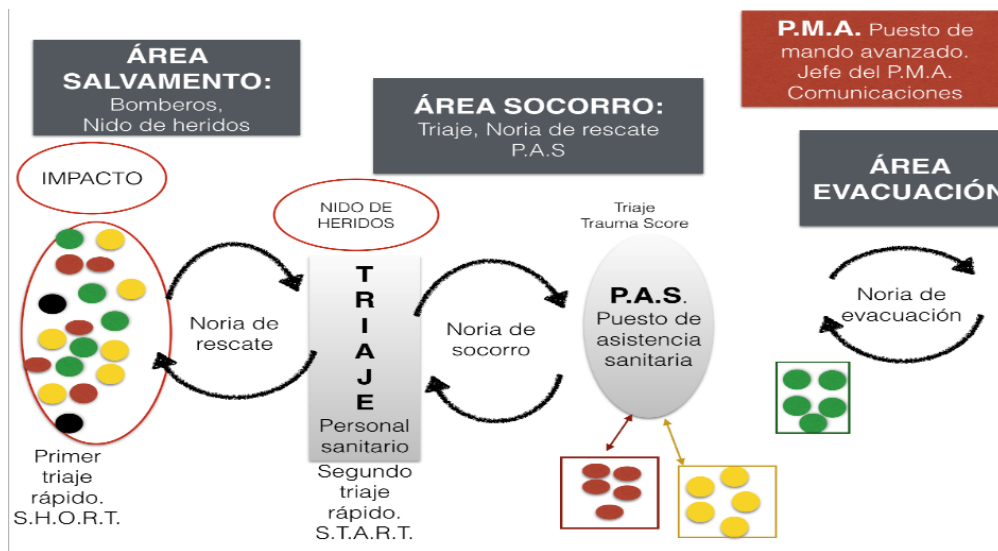 ÁREA
SALVAMENTO:
Bomberos,
Nido de heridos
ÁREA SOCORRO:
Triaje, Noria de rescate
P.A.S
P.M.A. Puesto de
mando avanzado.
Jefe del P.M.A.
Comunicaciones
ÁREA
EVACUACIÓN
IMPACTO
NIDO DE
HERIDOS
Triaje
Trauma Score
Noria de
rescate
T
R
I
A
J
E
Personal
sanitario
Noria de
socorro
P.A.S.
Puesto de
asistencia
sanitaria
Noria de
evacuación
Primer
triaje
rápido.
S.H.O.R.T.
Segundo
triaje
rápido.
S.T.A.R.T.